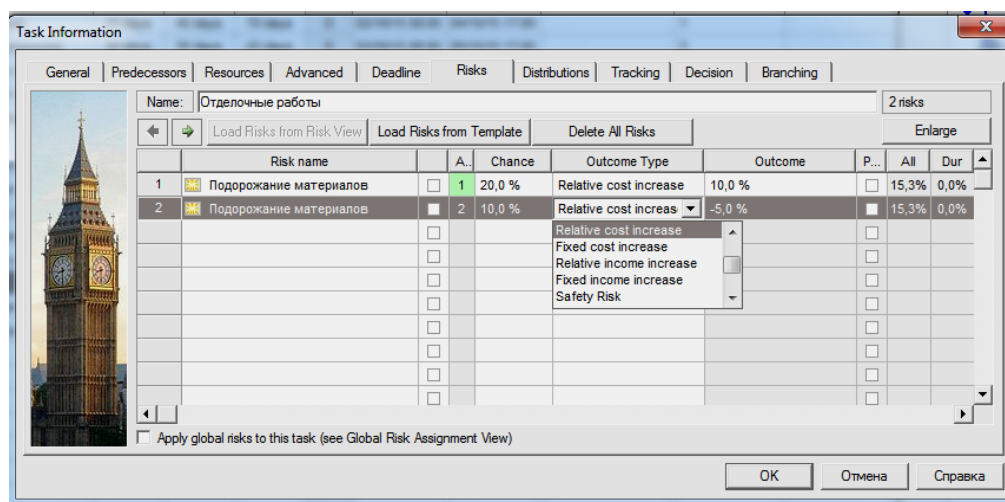 Task Information
General Predecessors Resources Advanced Deadline Risks Distributions Tracking Decision Branching
Name: Отделочные работы 2 risks
Load Risks from Risk View Load Risks from Template Delete All Risks Enlarge
Risk name A.. Chance Outcome Type Outcome P... All Dur
1 Подорожание материалов 1 20,0 % Relative cost increase 10,0 % 15,3% 0,0%
2 Подорожание материалов 2 10,0 % Relative cost increas -5,0 % 15,3% 0,0%
Relative cost increase
Fixed cost increase
Relative income increase
Fixed income increase
Safety Risk
Apply global risks to this task (see Global Risk Assignment View)
OK Отмена Справка